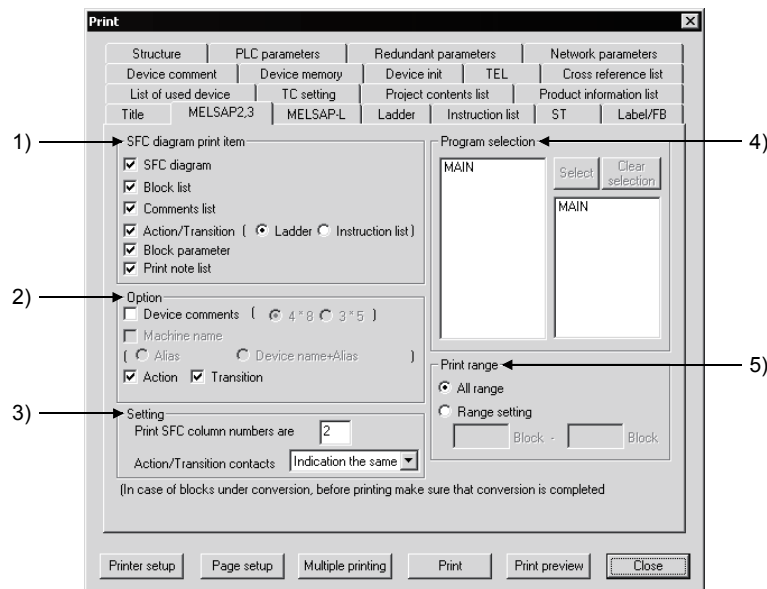 Print
Structure PLC parameters Redundant parameters Network parameters
Device comment Device memory Device init TEL Cross reference list
List of used device TC setting Project contents list Product information list
Title MELSAP2,3 MELSAP-L Ladder Instruction list ST Label/FB
1) SFC diagram print item
SFC diagram
Block list
Comments list
Action/Transition ( Ladder Instruction list )
Block parameter
Print note list
2) Option
Device comments ( 4*8 3*5 )
Machine name
( Alias Device name+Alias )
Action Transition
3) Setting
Print SFC column numbers are 2
Action/Transition contacts Indication the same
Program selection 4)
MAIN
Select Clear selection
MAIN
Print range 5)
All range
Range setting
Block - Block
(In case of blocks under conversion, before printing make sure that conversion is completed
Printer setup Page setup Multiple printing Print Print preview Close